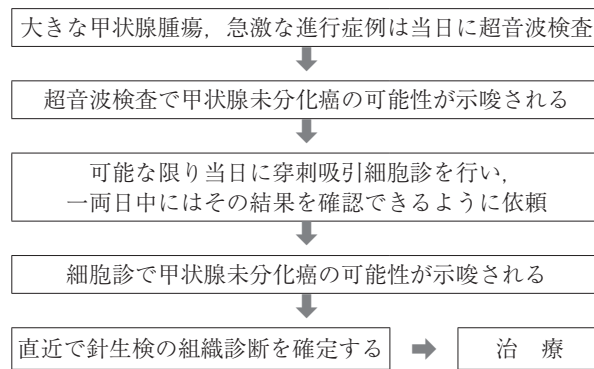 大きな甲状腺腫瘍，急激な進行症例は当日に超音波検査
超音波検査で甲状腺未分化癌の可能性が示唆される
可能な限り当日に穿刺吸引細胞診を行い，
一両日中にはその結果を確認できるように依頼
細胞診で甲状腺未分化癌の可能性が示唆される
直近で針生検の組織診断を確定する
治　療